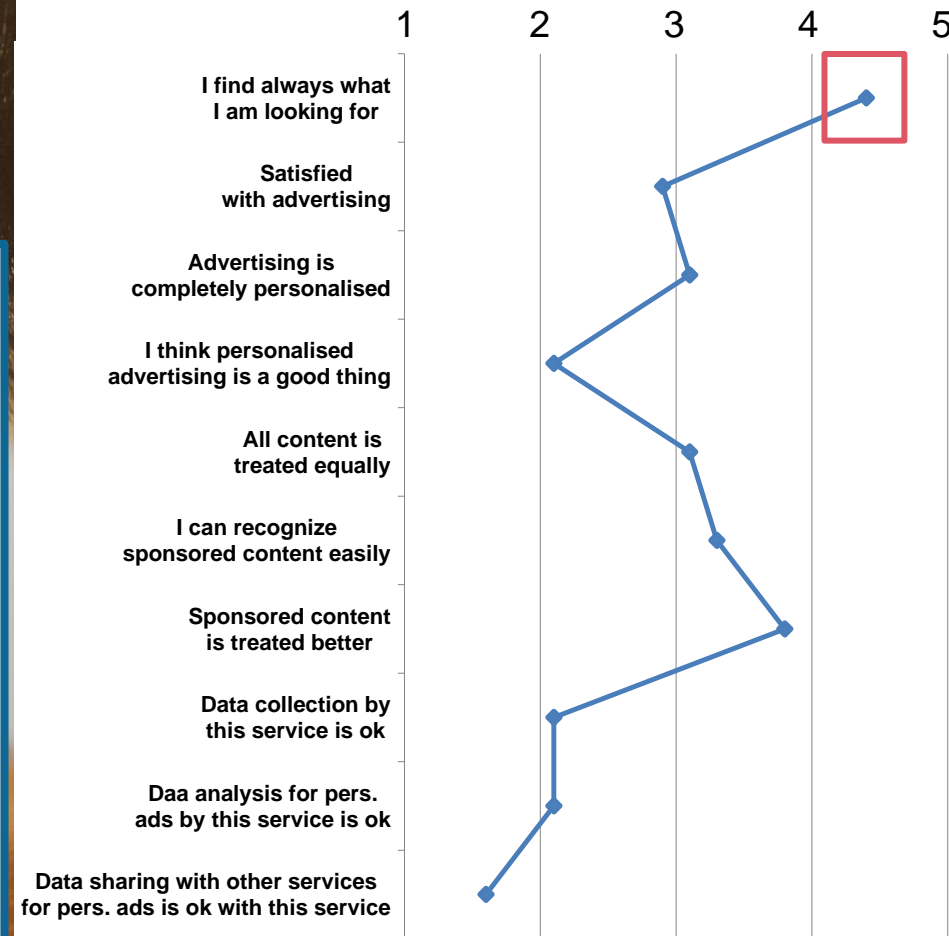 1 2 3 4 5
I find always what
I am looking for
Satisfied
with advertising
Advertising is
completely personalised
I think personalised
advertising is a good thing
All content is
treated equally
I can recognize
sponsored content easily
Sponsored content
is treated better
Data collection by
this service is ok
Daa analysis for pers.
ads by this service is ok
Data sharing with other services
for pers. ads is ok with this service